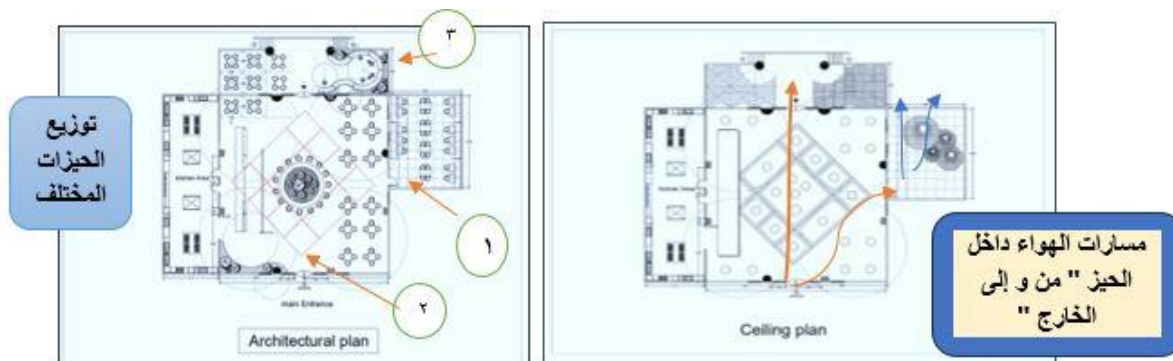 ٣
توزيع
الحيزات
المختلف
١
٢
main Entrance
Architectural plan
Ceiling plan
مسارات الهواء داخل
الحيز " من و إلى
الخارج "